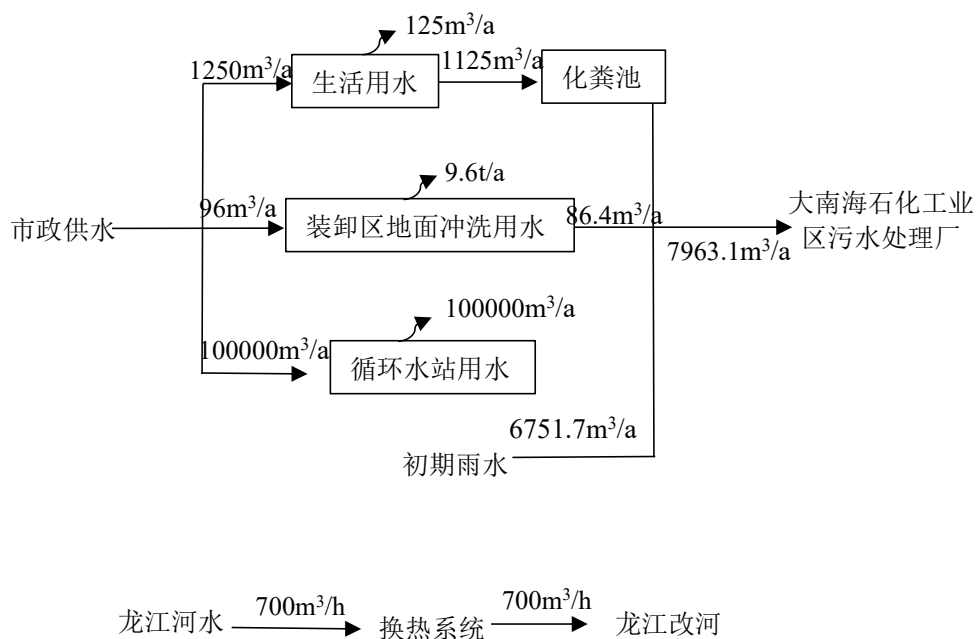 125m³/a
1250m³/a
生活用水
1125m³/a
化粪池
9.6t/a
市政供水
96m³/a
装卸区地面冲洗用水
86.4m³/a
7963.1m³/a
大南海石化工业
区污水处理厂
100000m³/a
100000m³/a
循环水站用水
6751.7m³/a
初期雨水
龙江河水
700m³/h
换热系统
700m³/h
龙江改河